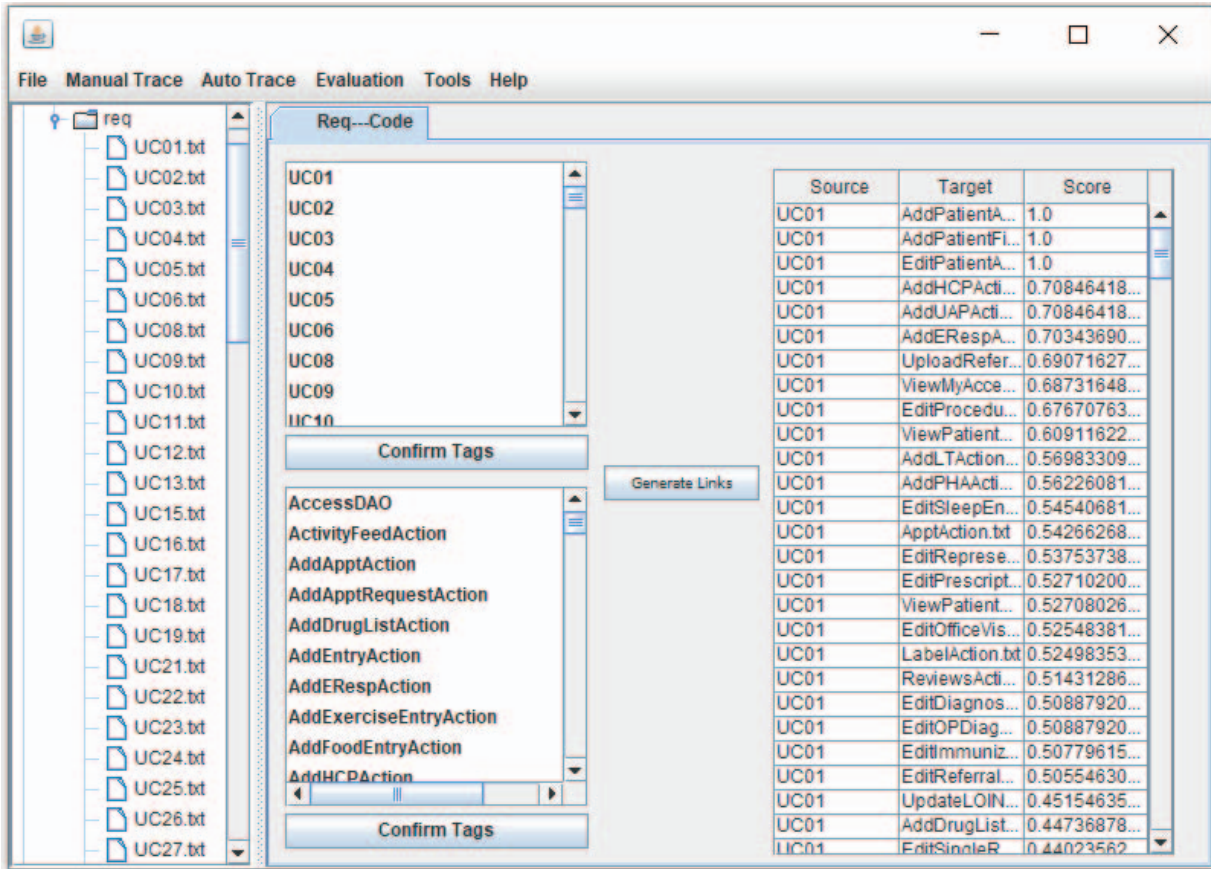 File Manual Trace Auto Trace Evaluation Tools Help
req
UC01.txt
UC02.txt
UC03.txt
UC04.txt
UC05.txt
UC06.txt
UC08.txt
UC09.txt
UC10.txt
UC11.txt
UC12.txt
UC13.txt
UC15.txt
UC16.txt
UC17.txt
UC18.txt
UC19.txt
UC21.txt
UC22.txt
UC23.txt
UC24.txt
UC25.txt
UC26.txt
UC27.txt
Req---Code
UC01
UC02
UC03
UC04
UC05
UC06
UC08
UC09
UC10
Confirm Tags
AccessDAO
ActivityFeedAction
AddApptAction
AddApptRequestAction
AddDrugListAction
AddEntryAction
AddERespAction
AddExerciseEntryAction
AddFoodEntryAction
AddHCPAction
Confirm Tags
Generate Links
Source Target Score
UC01 AddPatientA... 1.0
UC01 AddPatientFi... 1.0
UC01 EditPatientA... 1.0
UC01 AddHCPActi... 0.70846418...
UC01 AddUAPActi... 0.70846418...
UC01 AddERespA... 0.70343690...
UC01 UploadRefer... 0.69071627...
UC01 ViewMyAcce... 0.68731648...
UC01 EditProcedu... 0.67670763...
UC01 ViewPatient... 0.60911622...
UC01 AddLTAction... 0.56983309...
UC01 AddPHAActi... 0.56226081...
UC01 EditSleepEn... 0.54540681...
UC01 ApptAction.txt 0.54266268...
UC01 EditReprese... 0.53753738...
UC01 EditPrescript... 0.52710200...
UC01 ViewPatient... 0.52708026...
UC01 EditOfficeVis... 0.52548381...
UC01 LabelAction.txt 0.52498353...
UC01 ReviewsActi... 0.51431286...
UC01 EditDiagnos... 0.50887920...
UC01 EditOPDiag... 0.50887920...
UC01 EditImmuniz... 0.50779615...
UC01 EditReferral... 0.50554630...
UC01 UpdateLOIN... 0.45154635...
UC01 AddDrugList... 0.44736878...
UC01 EditSingleR... 0.44023562...